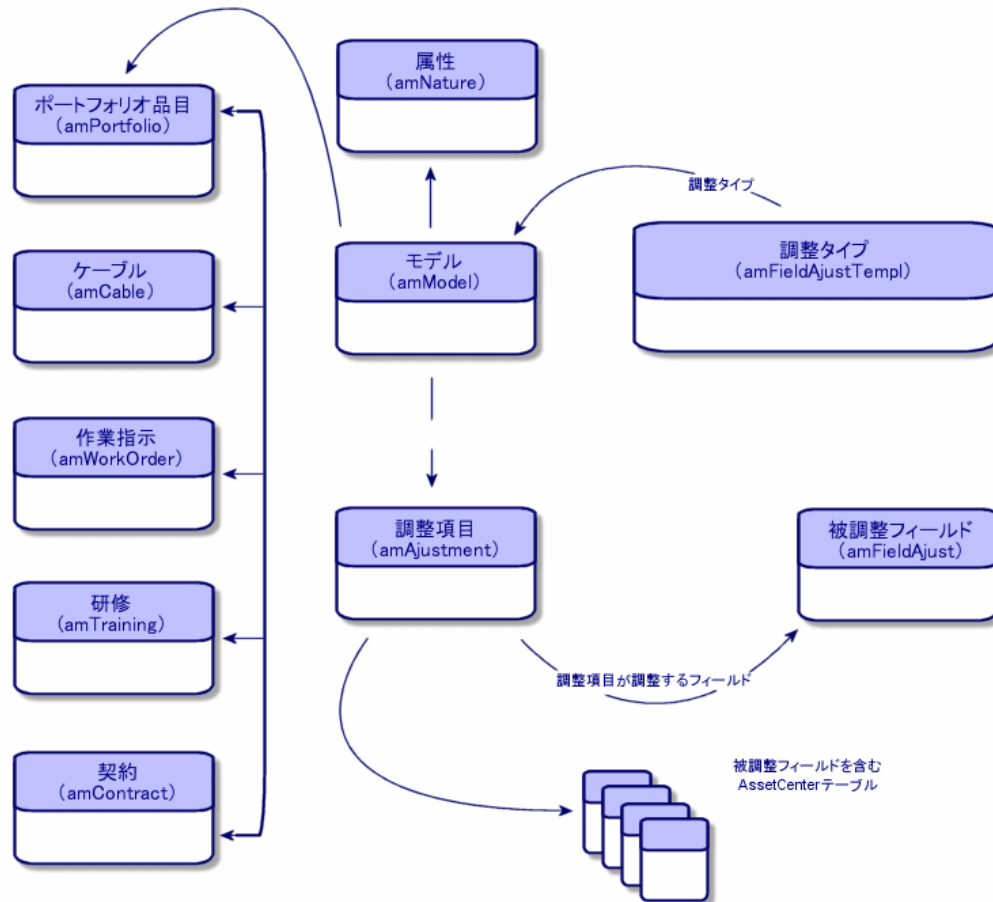 属性
(amNature)
ポートフォリオ品目
(amPortfolio)
調整タイプ
ケーブル
(amCable)
モデル
(amModel)
調整タイプ
(amFieldAjustTempl)
作業指示
(amWorkOrder)
調整項目
(amAjustment)
被調整フィールド
(amFieldAjust)
研修
(amTraining)
調整項目が調整するフィールド
契約
(amContract)
被調整フィールドを含む
AssetCenterテーブル